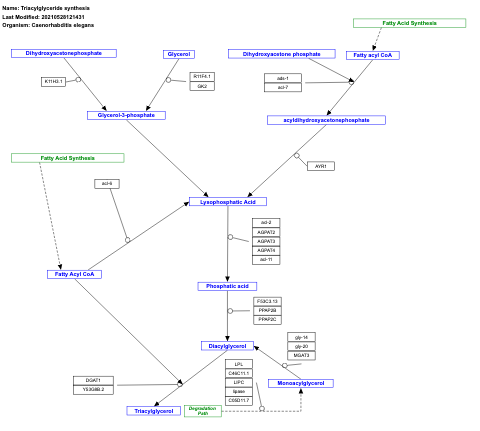 Name: Triacylglyceride synthesis
Last Modified: 20210528121431
Organism: Caenorhabditis elegans
Fatty Acid Synthesis
Dihydroxyacetonephosphate
Glycerol
Dihydroxyacetone phosphate
Fatty acyl CoA
K11H3.1
R11F4.1
GK2
ads-1
acl-7
Glycerol-3-phosphate
acyldihydroxyacetonephosphate
Fatty Acid Synthesis
AYR1
acl-6
Lysophosphatic Acid
acl-2
AGPAT2
AGPAT3
AGPAT4
acl-11
Fatty Acyl CoA
Phosphatic acid
F53C3.13
PPAP2B
PPAP2C
Diacylglycerol
gly-14
gly-20
MGAT3
LPL
C46C11.1
LIPC
lipase
C05D11.7
DGAT1
Y53G8B.2
Monoacylglycerol
Triacylglycerol
Degradation
Path